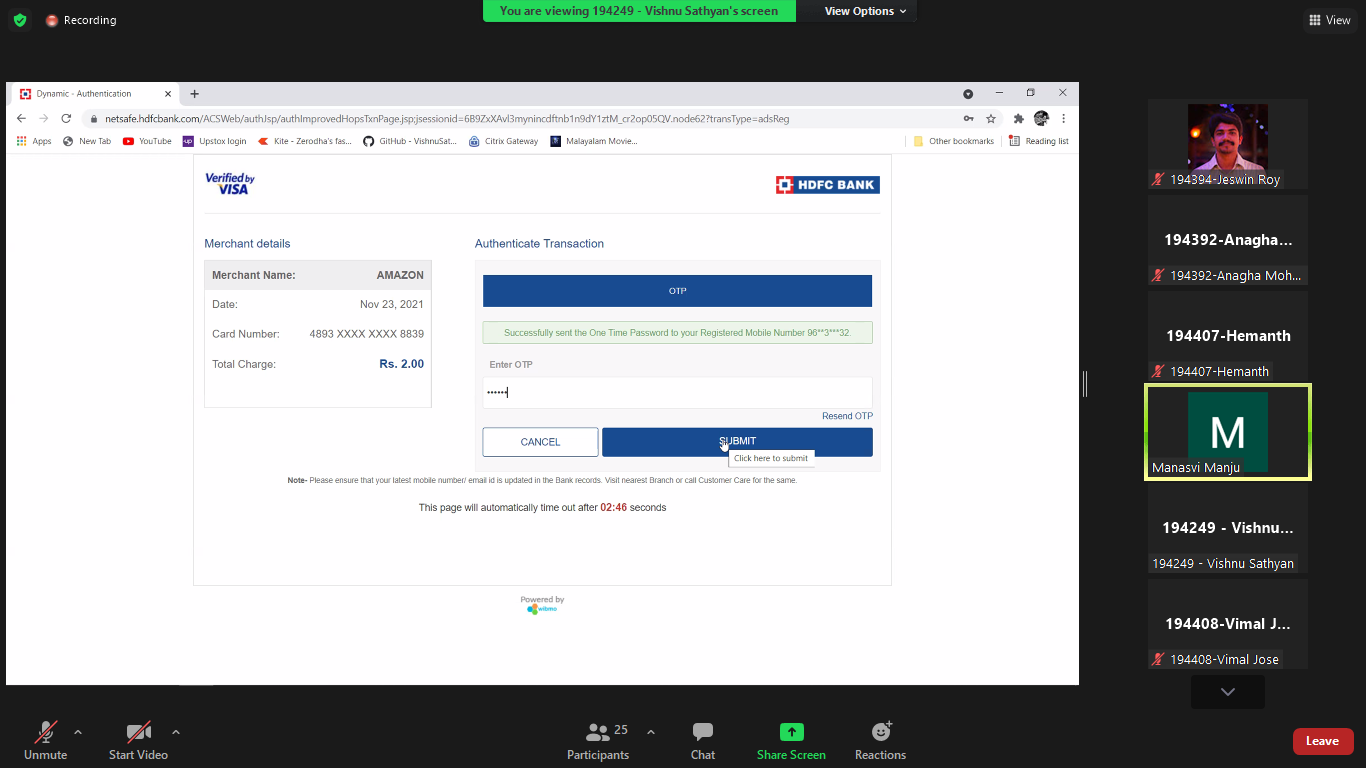 Recording
You are viewing 194249 - Vishnu Sathyan's screen
View Options
View
Dynamic - Authentication
netsafe.hdfcbank.com/ACSWeb/authJsp/authImprovedHopsTxnPage.jsp;jsessionid=6B9ZxXAvl3mynincdftnb1n9dY1ztM_cr2op05QV.node62?transType=adsReg
Apps
New Tab
YouTube
up
Upstox login
Kite - Zerodha's fas...
GitHub - VishnuSat...
Citrix Gateway
Malayalam Movie...
Other bookmarks
Reading list
Verified by
VISA
HDFC BANK
Merchant details
Authenticate Transaction
Merchant Name: AMAZON
Date: Nov 23, 2021
Card Number: 4893 XXXX XXXX 8839
Total Charge: Rs. 2.00
OTP
Successfully sent the One Time Password to your Registered Mobile Number 96**3***32.
Enter OTP
••••••
Resend OTP
CANCEL
SUBMIT
Click here to submit
Note- Please ensure that your latest mobile number/ email id is updated in the Bank records. Visit nearest Branch or call Customer Care for the same.
This page will automatically time out after 02:46 seconds
Powered by
wibmo
194394-Jeswin Roy
194392-Anagha...
194392-Anagha Moh...
194407-Hemanth
194407-Hemanth
M
Manasvi Manju
194249 - Vishnu...
194249 - Vishnu Sathyan
194408-Vimal J...
194408-Vimal Jose
Unmute
Start Video
25
Participants
Chat
Share Screen
Reactions
Leave